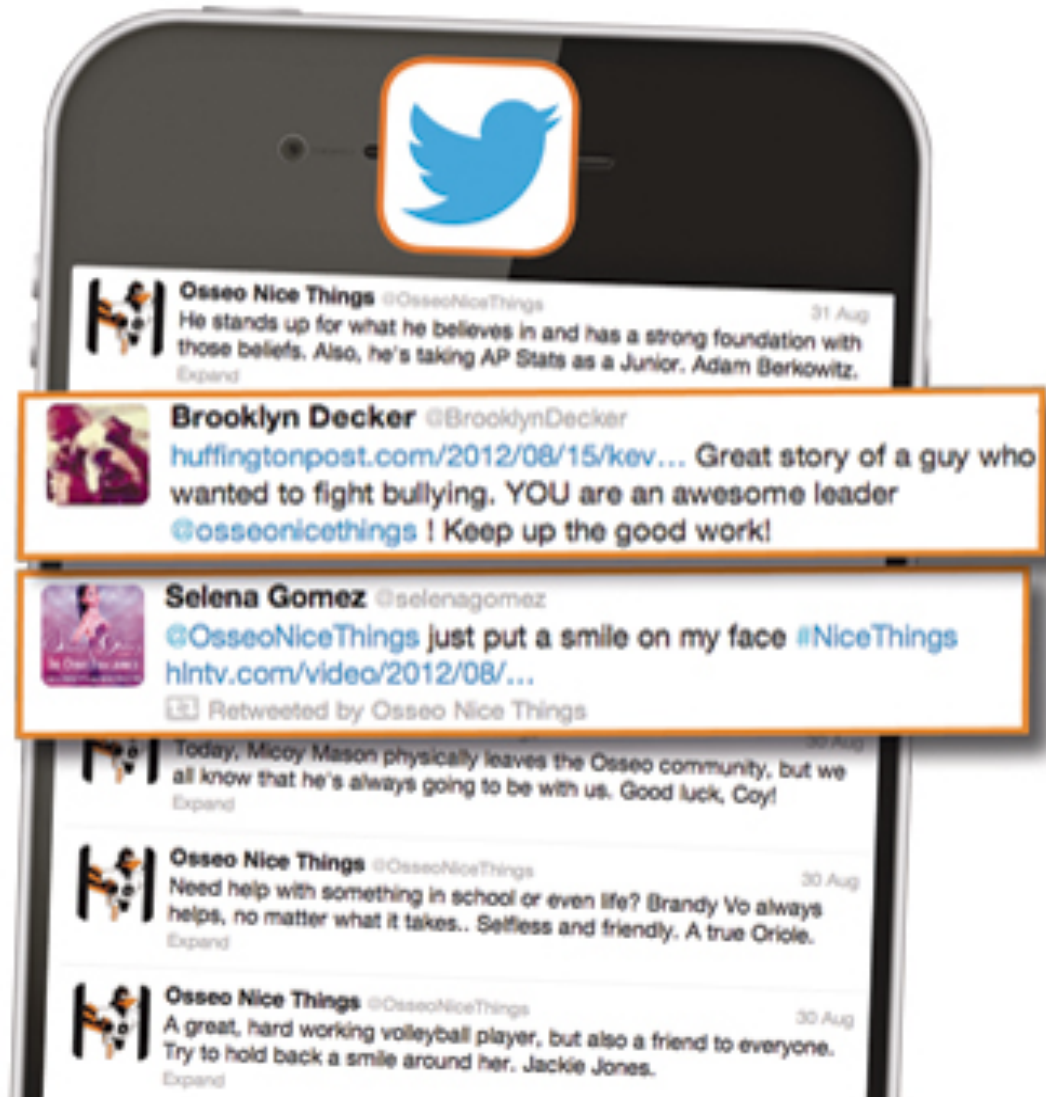 Osseo Nice Things @OsseoNiceThings 31 Aug
He stands up for what he believes in and has a strong foundation with
those beliefs. Also, he's taking AP Stats as a Junior. Adam Berkowitz.
Expand
Brooklyn Decker @BrooklynDecker
huffingtonpost.com/2012/08/15/kev... Great story of a guy who
wanted to fight bullying. YOU are an awesome leader
@osseonicethings ! Keep up the good work!
Selena Gomez @selenagomez
@OsseoNiceThings just put a smile on my face #NiceThings
hlntv.com/video/2012/08/...
Retweeted by Osseo Nice Things
30 Aug
Today, Micoy Mason physically leaves the Osseo community, but we
all know that he's always going to be with us. Good luck, Coy!
Expand
Osseo Nice Things @OsseoNiceThings 30 Aug
Need help with something in school or even life? Brandy Vo always
helps, no matter what it takes.. Selfless and friendly. A true Oriole.
Expand
Osseo Nice Things @OsseoNiceThings 30 Aug
A great, hard working volleyball player, but also a friend to everyone.
Try to hold back a smile around her. Jackie Jones.
Expand